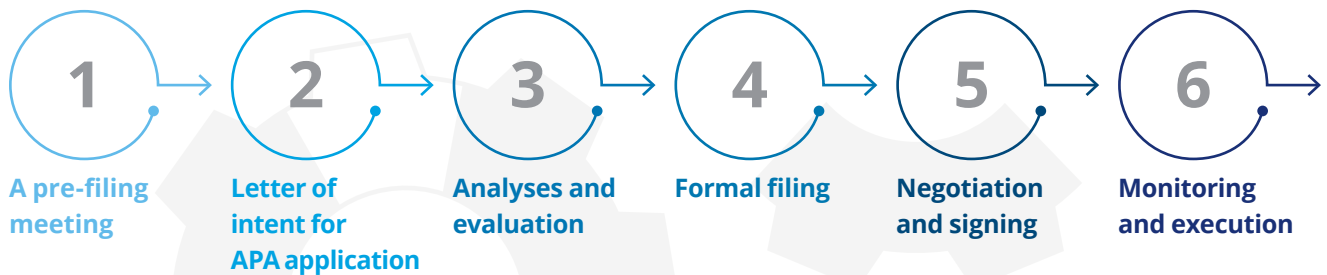 1
2
3
4
5
6
A pre-filing
meeting
Letter of
intent for
APA application
Analyses and
evaluation
Formal filing
Negotiation
and signing
Monitoring
and execution